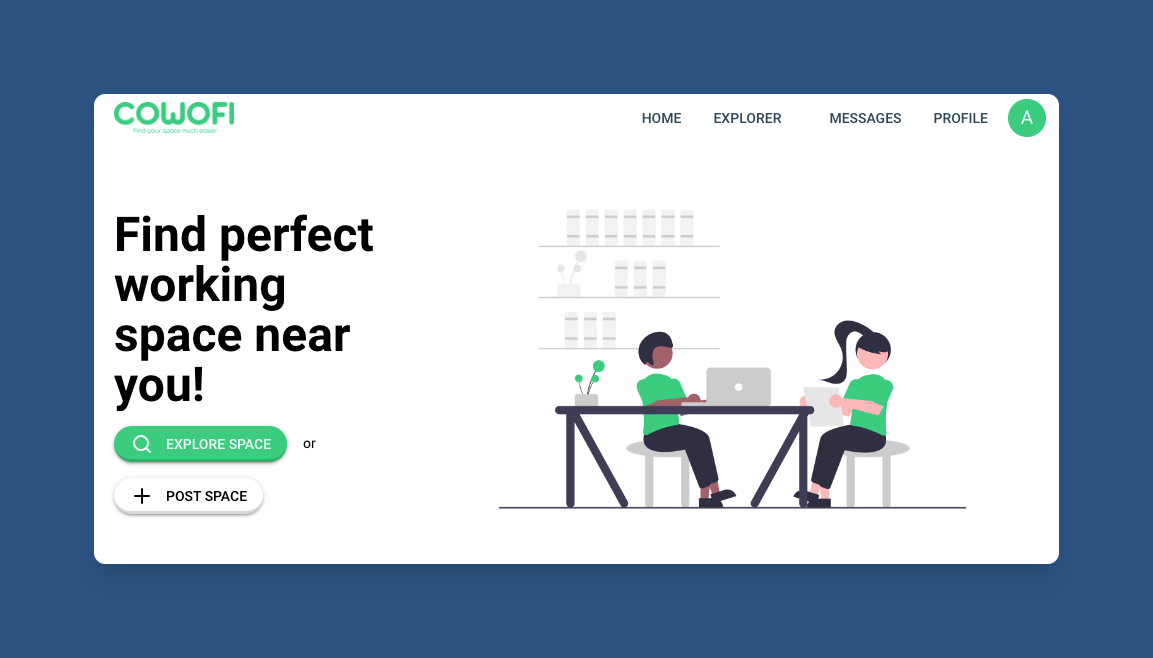 COWOFI
Find your space much easier
HOME EXPLORER MESSAGES PROFILE A
Find perfect
working
space near
you!
EXPLORE SPACE or
POST SPACE